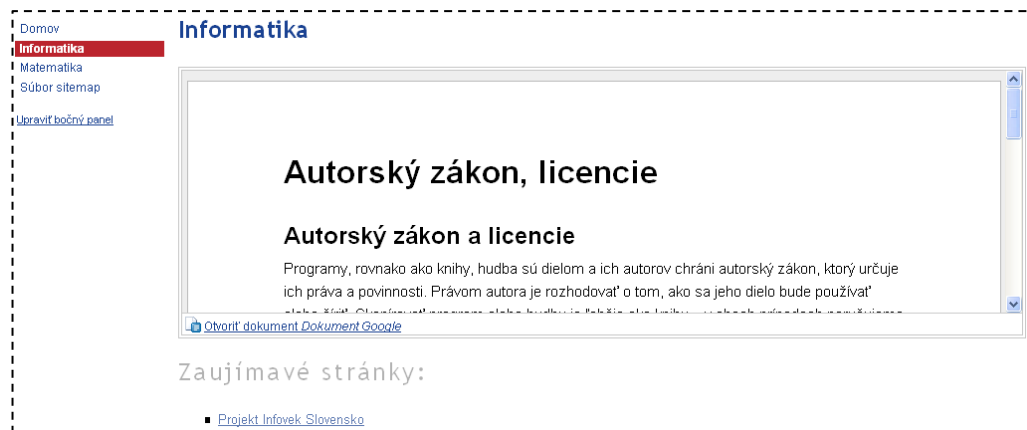 Domov
Informatika
Matematika
Súbor sitemap
Upraviť bočný panel
Informatika
Autorský zákon, licencie
Autorský zákon a licencie
Programy, rovnako ako knihy, hudba sú dielom a ich autorov chráni autorský zákon, ktorý určuje
ich práva a povinnosti. Právom autora je rozhodovať o tom, ako sa jeho dielo bude používať
Otvoriť dokument Dokument Google
Zaujímavé stránky:
Projekt Infovek Slovensko